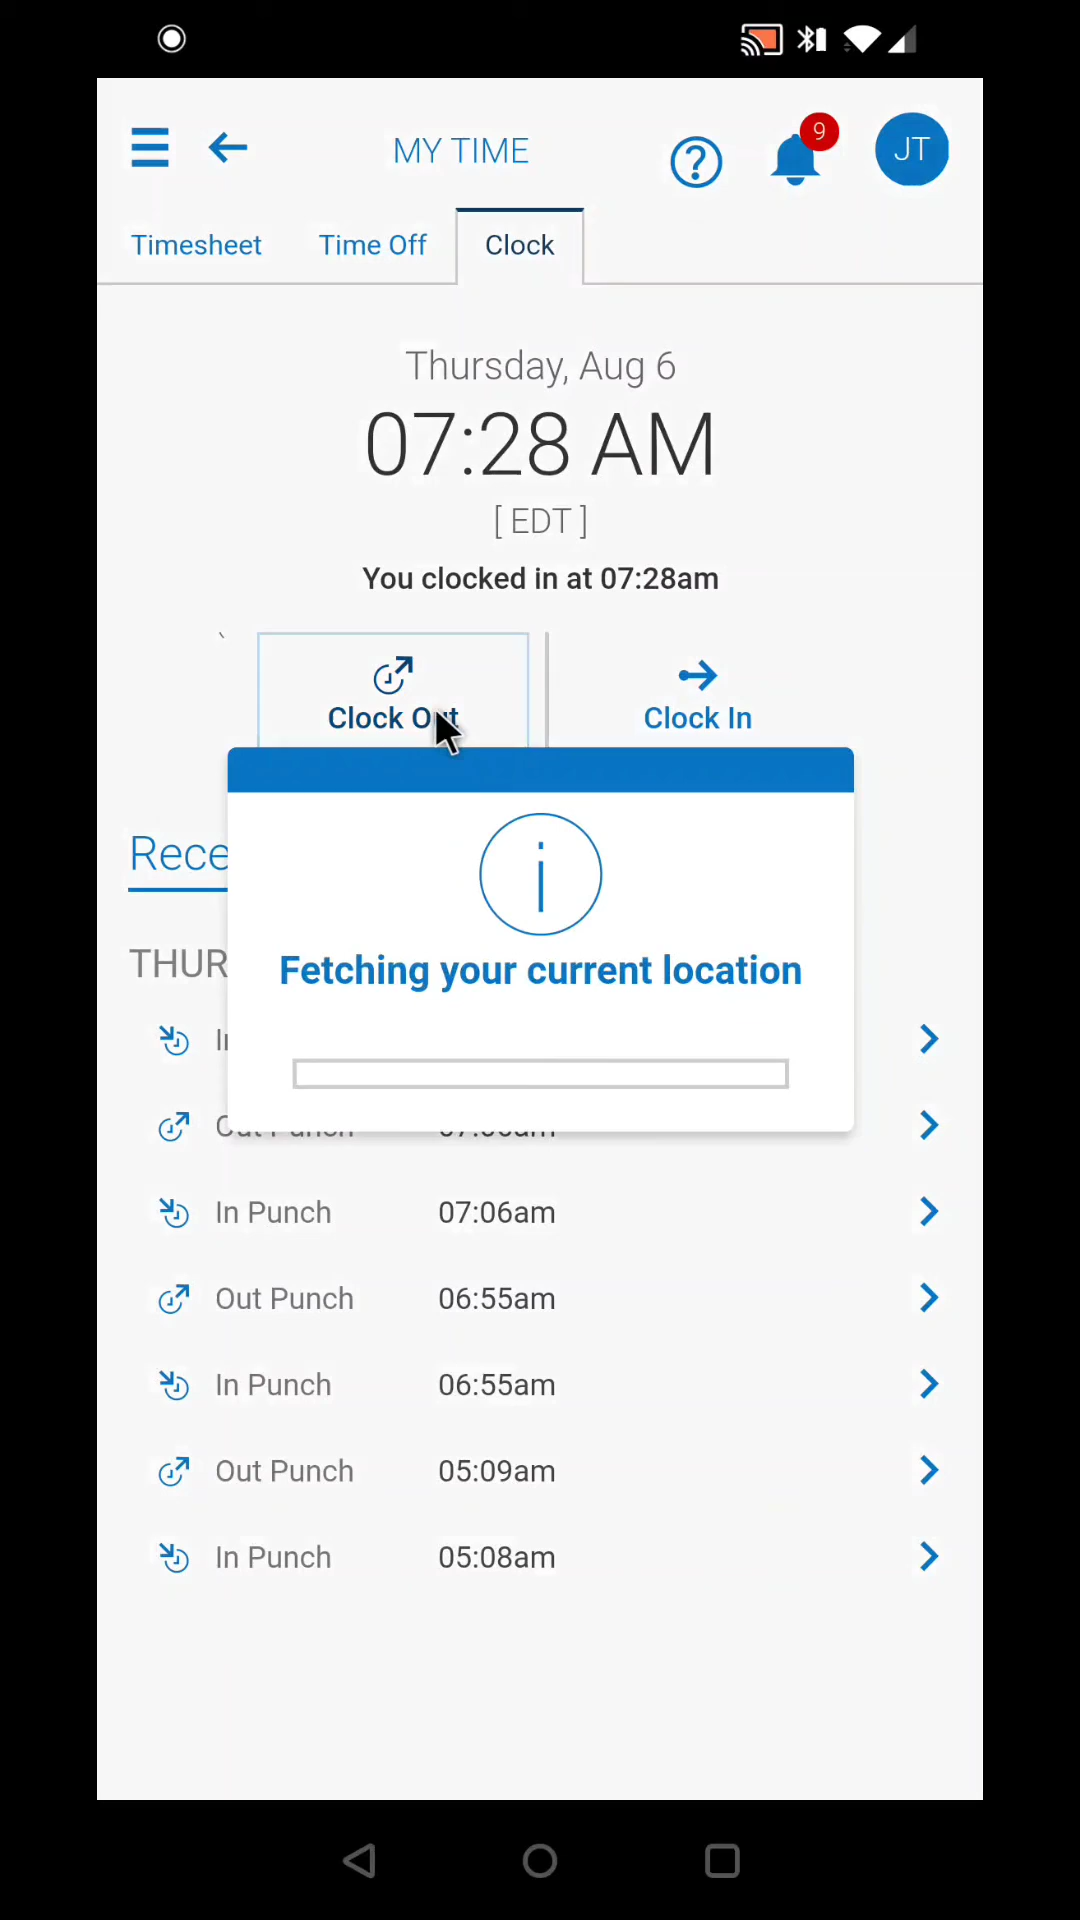 MY TIME
9
JT
Timesheet Time Off Clock
Thursday, Aug 6
07:28 AM
[ EDT ]
You clocked in at 07:28am
Clock Out Clock In
Fetching your current location
In Punch 07:06am
Out Punch 06:55am
In Punch 06:55am
Out Punch 05:09am
In Punch 05:08am